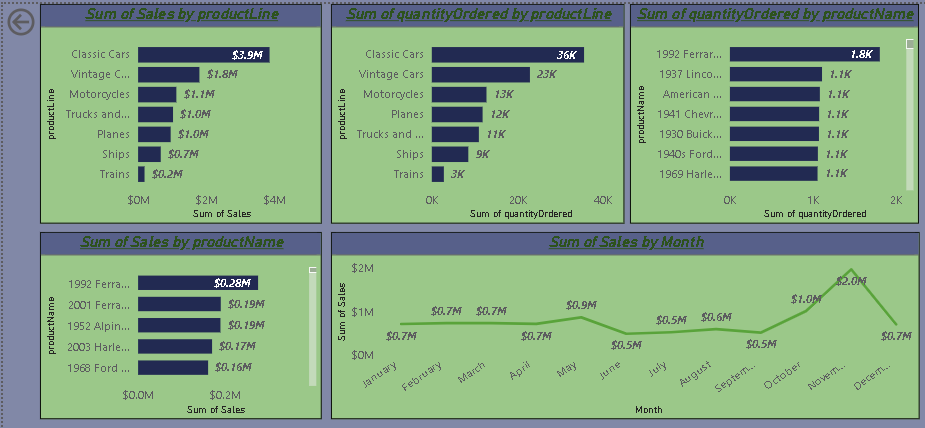 Sum of Sales by productLine
productLine
Classic Cars $3.9M
Vintage C... $1.8M
Motorcycles $1.1M
Trucks and... $1.0M
Planes $1.0M
Ships $0.7M
Trains $0.2M
$0M $2M $4M
Sum of Sales
Sum of quantityOrdered by productLine
productLine
Classic Cars 36K
Vintage Cars 23K
Motorcycles 13K
Planes 12K
Trucks and ... 11K
Ships 9K
Trains 3K
0K 20K 40K
Sum of quantityOrdered
Sum of quantityOrdered by productName
productName
1992 Ferrar... 1.8K
1937 Linco... 1.1K
American ... 1.1K
1941 Chevr... 1.1K
1930 Buick... 1.1K
1940s Ford... 1.1K
1969 Harle... 1.1K
0K 1K 2K
Sum of quantityOrdered
Sum of Sales by productName
productName
1992 Ferra... $0.28M
2001 Ferra... $0.19M
1952 Alpin... $0.19M
2003 Harle... $0.17M
1968 Ford ... $0.16M
$0.0M $0.2M
Sum of Sales
Sum of Sales by Month
Sum of Sales
$2M
$1M
$0M
$0.7M $0.7M $0.7M $0.7M $0.9M $0.5M $0.5M $0.6M $0.5M $1.0M $2.0M $0.7M
January February March April May June July August Septem... October Novem... Decem...
Month